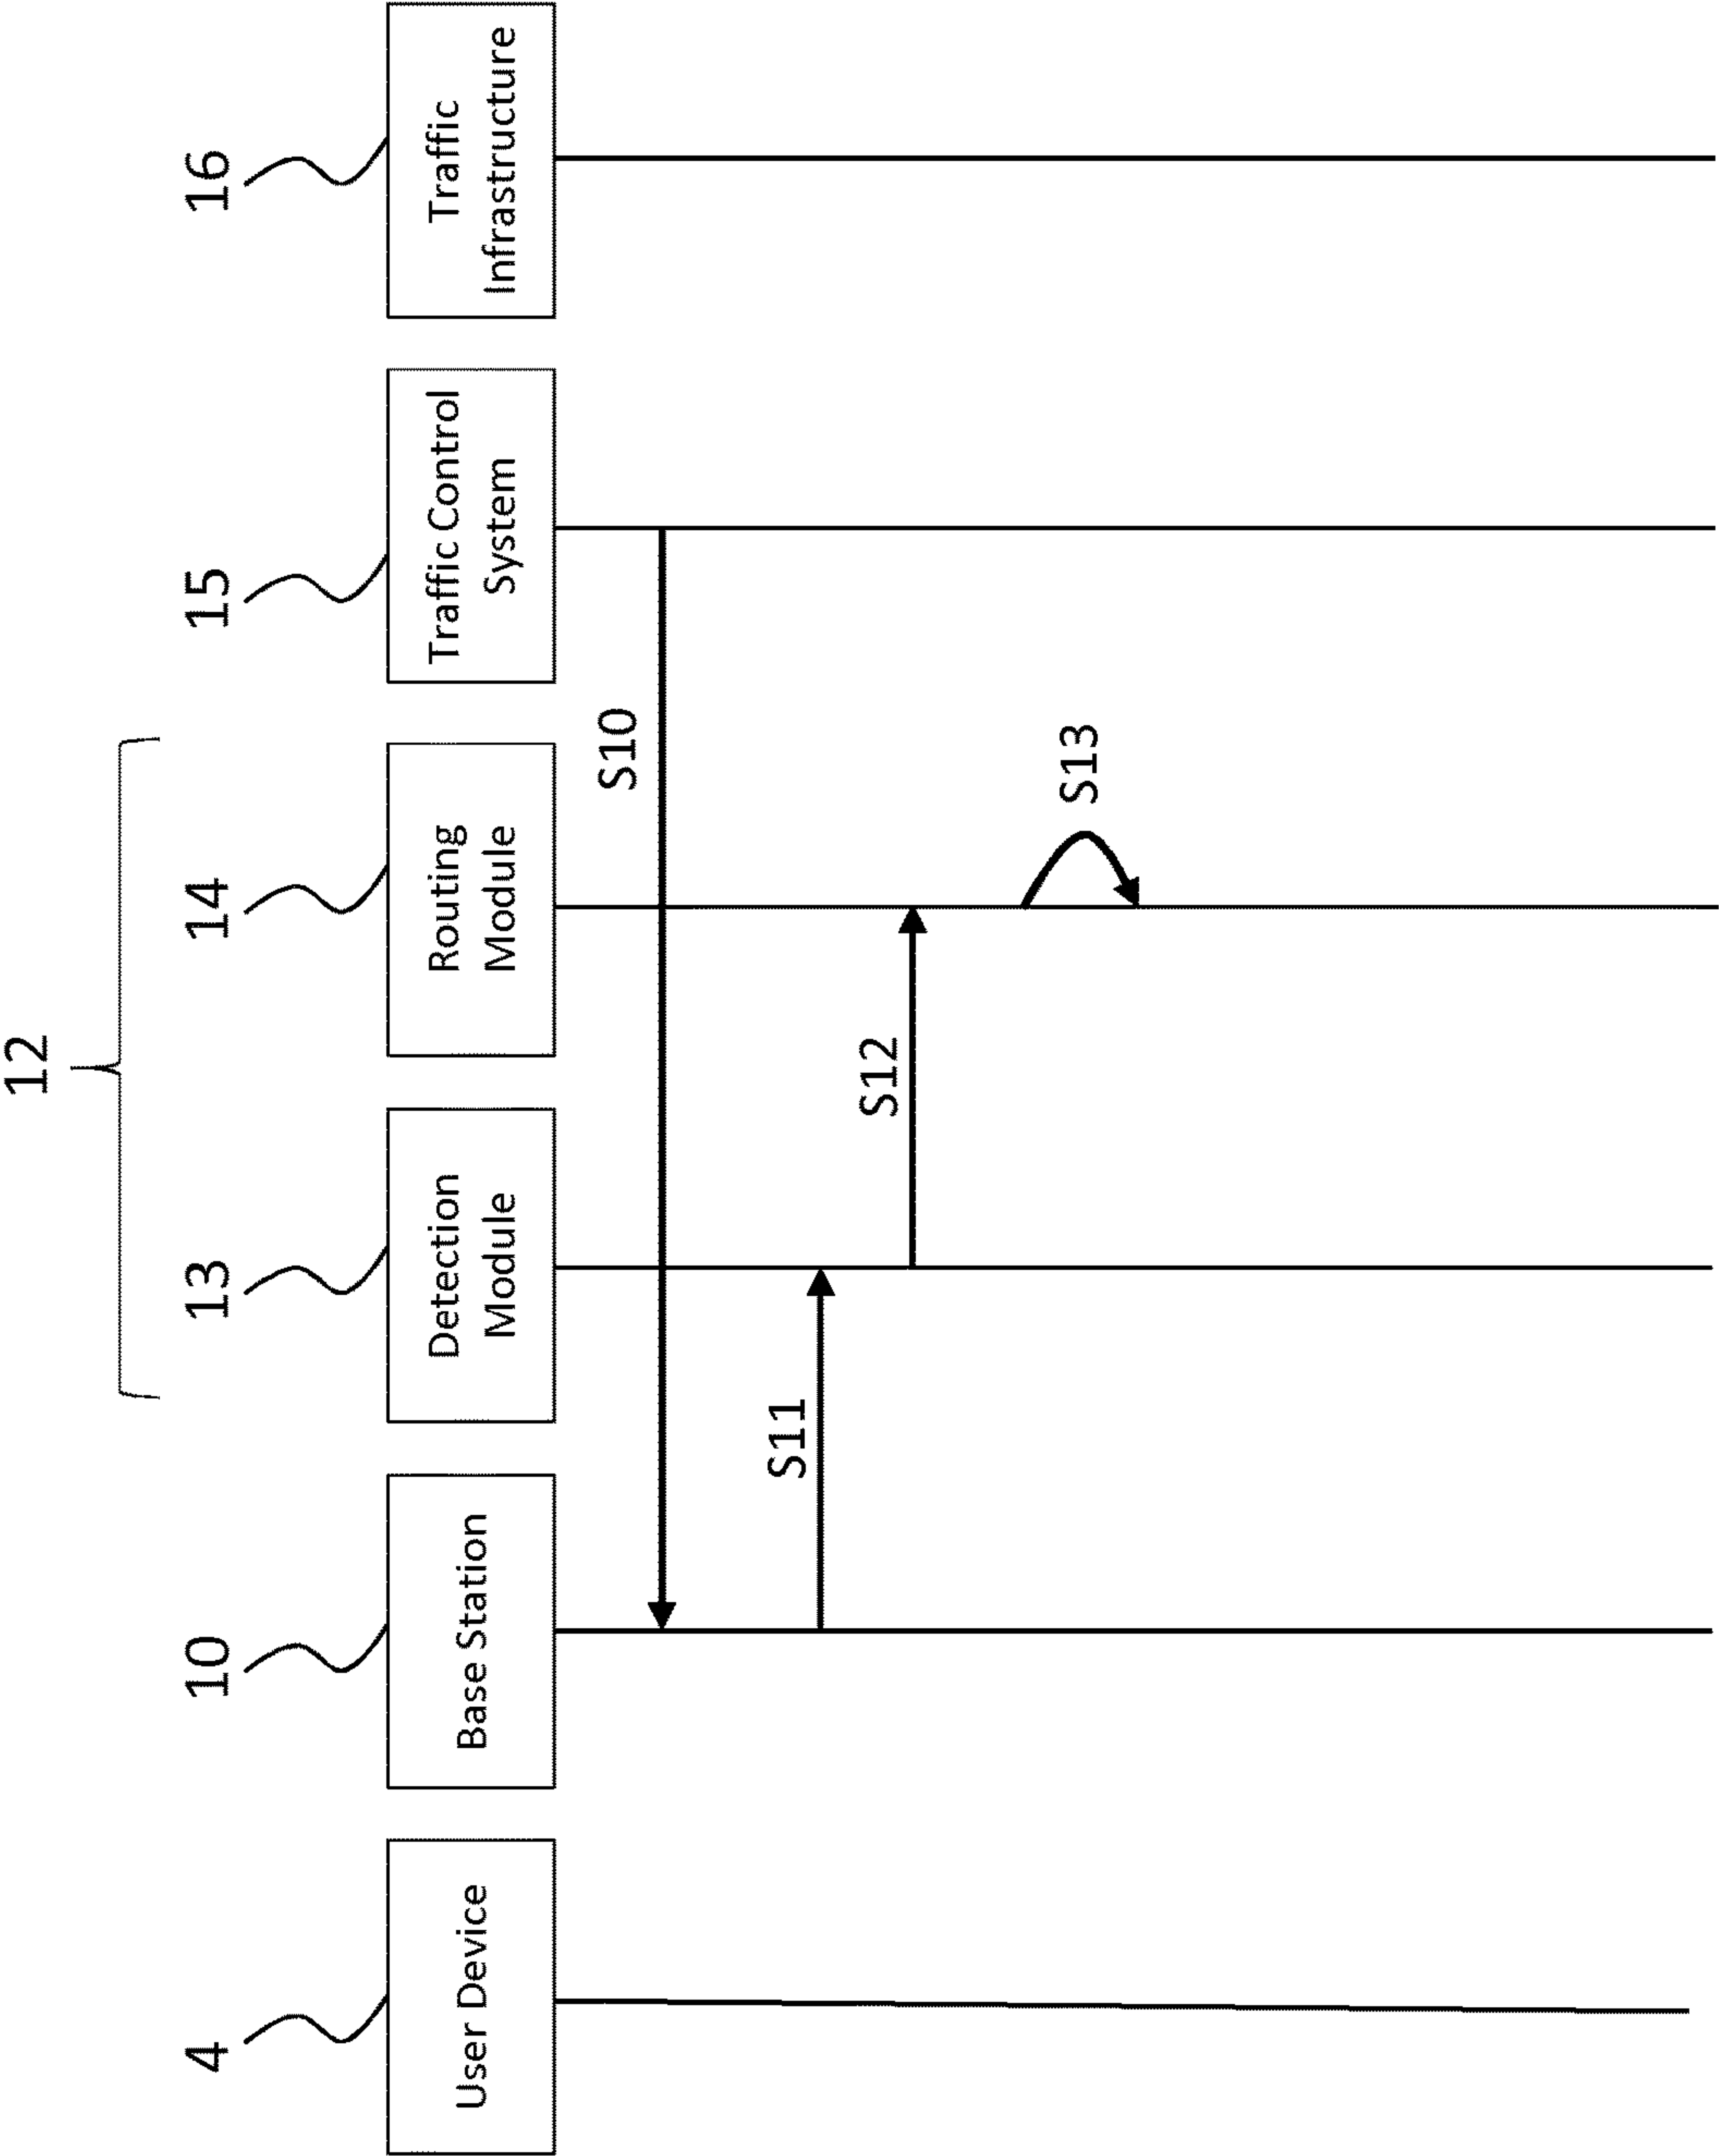 12
4
10
13
14
15
16
User Device
Base Station
Detection
Module
Routing
Module
Traffic Control
System
Traffic
Infrastructure
S10
S11
S12
S13